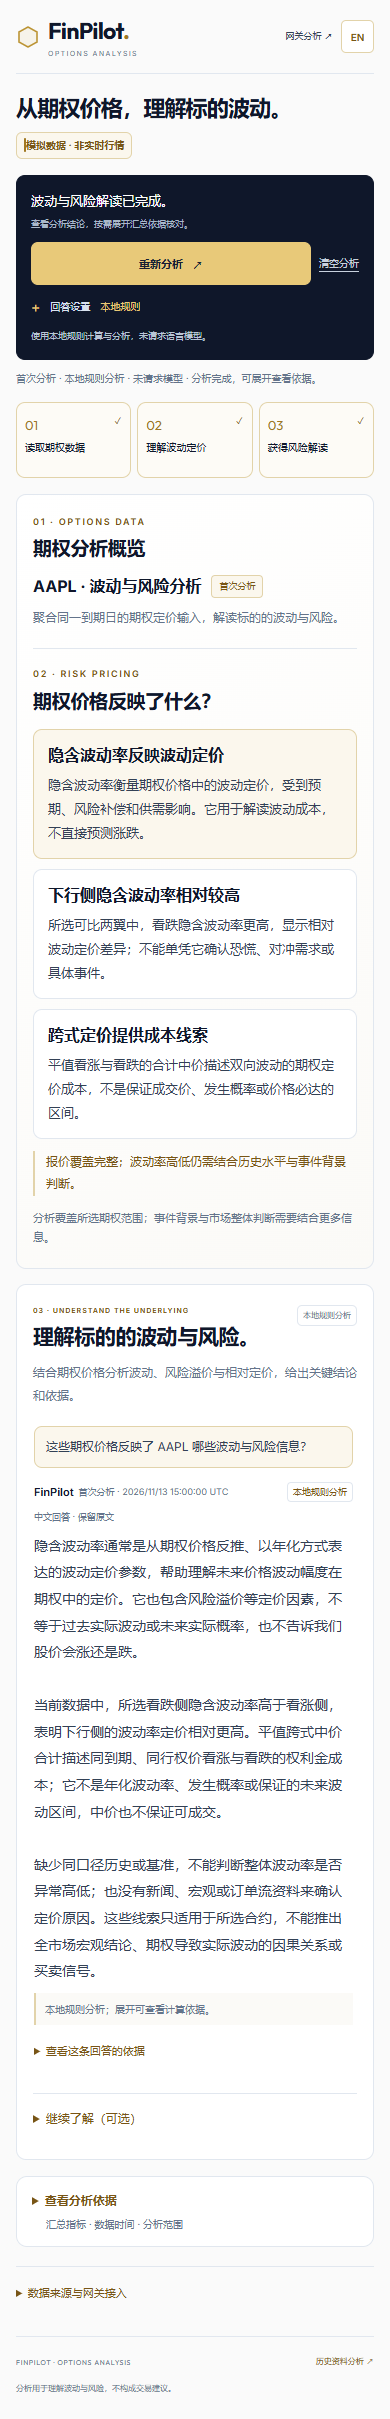 FinPilot.
OPTIONS ANALYSIS
网关分析 ↗
EN
从期权价格，理解标的波动。
模拟数据 · 非实时行情
波动与风险解读已完成。
查看分析结论，按需展开汇总依据核对。
重新分析 ↗
清空分析
+ 回答设置 本地规则
使用本地规则计算与分析，未请求语言模型。
首次分析 · 本地规则分析 · 未请求模型 · 分析完成，可展开查看依据。
01 ✓
读取期权数据
02 ✓
理解波动定价
03 ✓
获得风险解读
01 · OPTIONS DATA
期权分析概览
AAPL · 波动与风险分析 首次分析
聚合同一到期日的期权定价输入，解读标的的波动与风险。
02 · RISK PRICING
期权价格反映了什么？
隐含波动率反映波动定价
隐含波动率衡量期权价格中的波动定价，受到预
期、风险补偿和供需影响。它用于解读波动成本，
不直接预测涨跌。
下行侧隐含波动率相对较高
所选可比两翼中，看跌隐含波动率更高，显示相对
波动定价差异；不能单凭它确认恐慌、对冲需求或
具体事件。
跨式定价提供成本线索
平值看涨与看跌的合计中价描述双向波动的期权定
价成本，不是保证成交价、发生概率或价格必达的
区间。
报价覆盖完整；波动率高低仍需结合历史水平与事件背景
判断。
分析覆盖所选期权范围；事件背景与市场整体判断需要结合更多信
息。
03 · UNDERSTAND THE UNDERLYING
本地规则分析
理解标的的波动与风险。
结合期权价格分析波动、风险溢价与相对定价，给出关键结论
和依据。
这些期权价格反映了 AAPL 哪些波动与风险信息？
FinPilot 首次分析 · 2026/11/13 15:00:00 UTC
本地规则分析
中文回答 · 保留原文
隐含波动率通常是从期权价格反推、以年化方式表
达的波动定价参数，帮助理解未来价格波动幅度在
期权中的定价。它也包含风险溢价等定价因素，不
等于过去实际波动或未来实际概率，也不告诉我们
股价会涨还是跌。
当前数据中，所选看跌侧隐含波动率高于看涨侧，
表明下行侧的波动率定价相对更高。平值跨式中价
合计描述同到期、同行权价看涨与看跌的权利金成
本；它不是年化波动率、发生概率或保证的未来波
动区间，中价也不保证可成交。
缺少同口径历史或基准，不能判断整体波动率是否
异常高低；也没有新闻、宏观或订单流资料来确认
定价原因。这些线索只适用于所选合约，不能推出
全市场宏观结论、期权导致实际波动的因果关系或
买卖信号。
本地规则分析；展开可查看计算依据。
▶ 查看这条回答的依据
▶ 继续了解（可选）
▶ 查看分析依据
汇总指标 · 数据时间 · 分析范围
▶ 数据来源与网关接入
FINPILOT · OPTIONS ANALYSIS
历史资料分析 ↗
分析用于理解波动与风险，不构成交易建议。